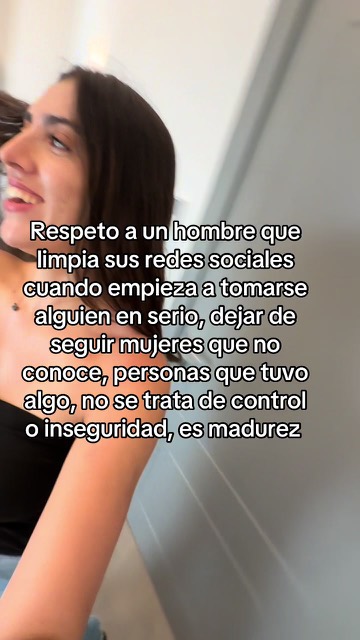 Respeto a un hombre que
limpia sus redes sociales
cuando empieza a tomarse
alguien en serio, dejar de
seguir mujeres que no
conoce, personas que tuvo
algo, no se trata de control
o inseguridad, es madurez